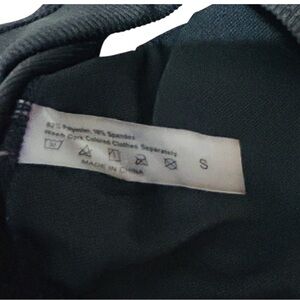 82% Polyester, 18% Spandex
Wash Dark Colored Clothes Separately
S
MADE IN CHINA